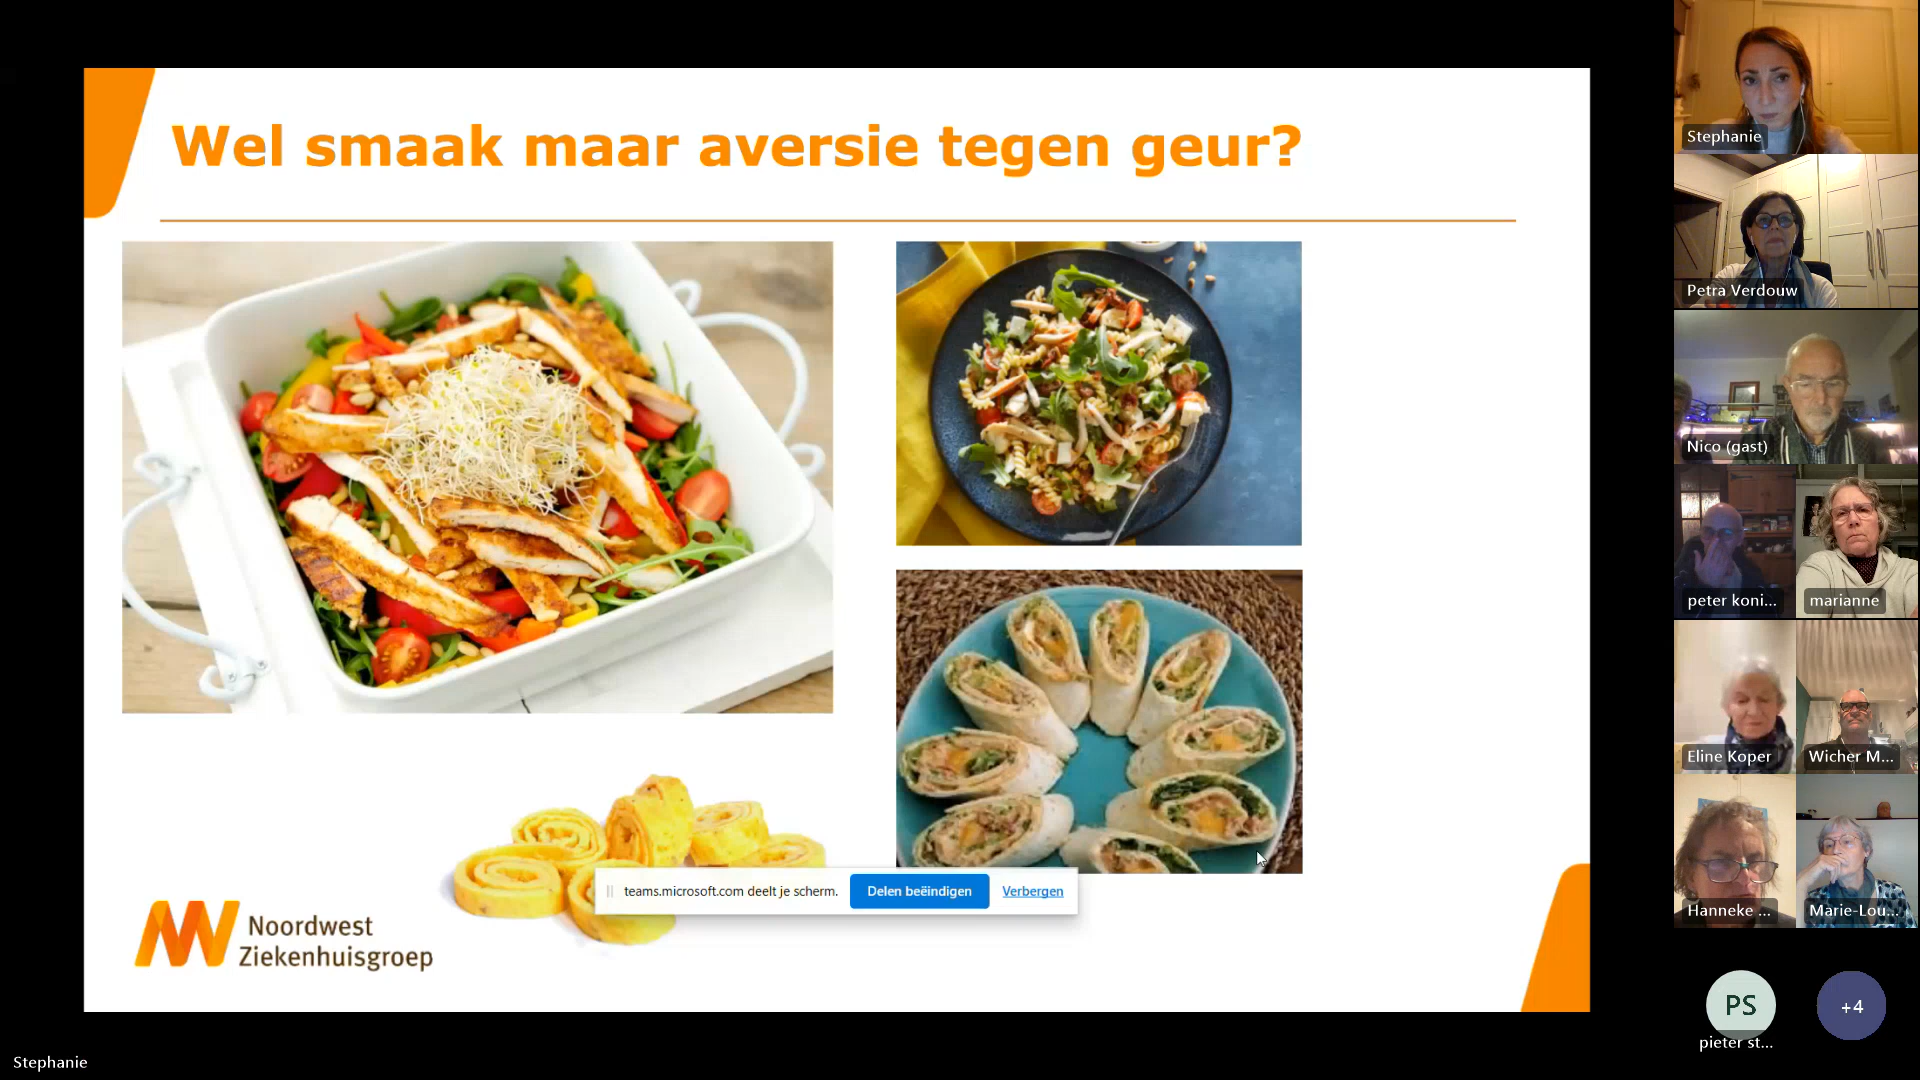 Wel smaak maar aversie tegen geur?
teams.microsoft.com deelt je scherm.
Delen beëindigen
Verbergen
Noordwest
Ziekenhuisgroep
Stephanie
Petra Verdouw
Nico (gast)
peter koni...
marianne
Eline Koper
Wicher M...
Hanneke ...
Marie-Lou...
PS
+4
pieter st...
Stephanie